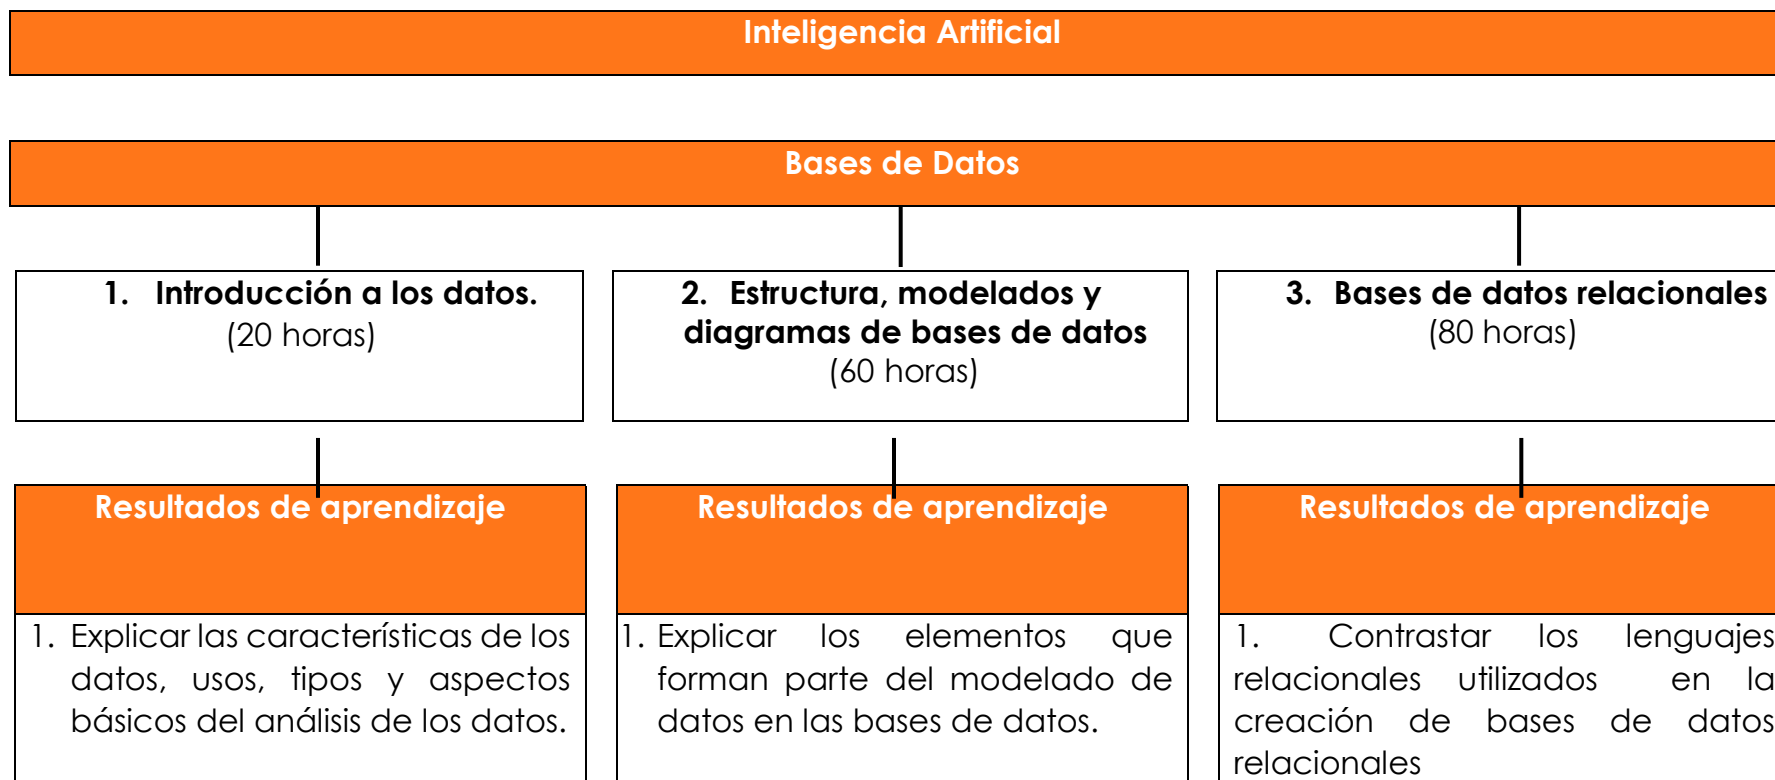 Inteligencia Artificial
Bases de Datos
1. Introducción a los datos.
(20 horas)
2. Estructura, modelados y
diagramas de bases de datos
(60 horas)
3. Bases de datos relacionales
(80 horas)
Resultados de aprendizaje
1. Explicar las características de los
datos, usos, tipos y aspectos
básicos del análisis de los datos.
Resultados de aprendizaje
1. Explicar los elementos que
forman parte del modelado de
datos en las bases de datos.
Resultados de aprendizaje
1. Contrastar los lenguajes
relacionales utilizados en la
creación de bases de datos
relacionales